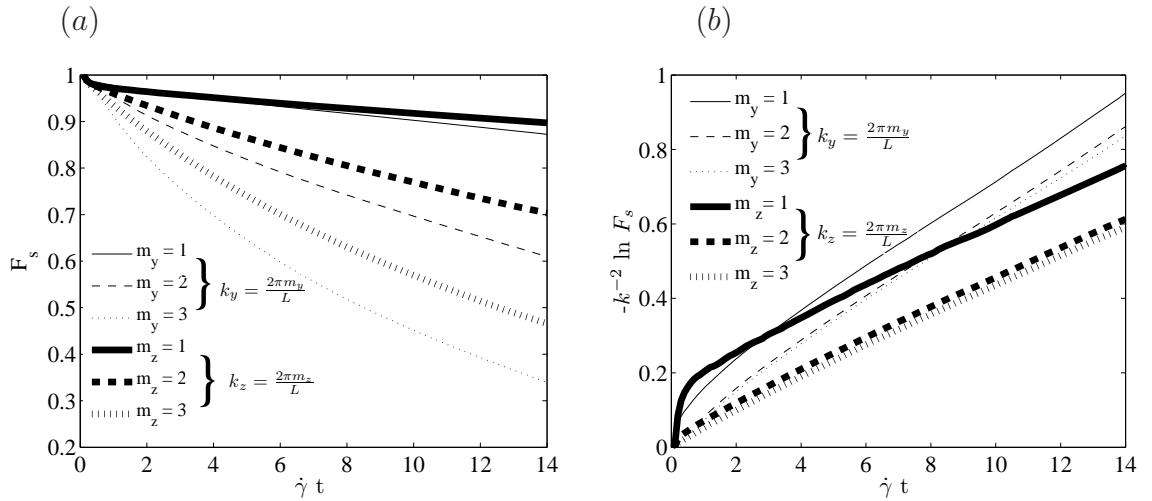 (a)
1
0.9
0.8
0.7
0.6
0.5
0.4
0.3
0.2
F_s
m_y = 1
m_y = 2
m_y = 3
k_y = \frac{2πm_y}{L}
m_z = 1
m_z = 2
m_z = 3
k_z = \frac{2πm_z}{L}
0 2 4 6 8 10 12 14
γ̇ t
(b)
1
0.8
0.6
0.4
0.2
0
-k^{-2} ln F_s
m_y = 1
m_y = 2
m_y = 3
k_y = \frac{2πm_y}{L}
m_z = 1
m_z = 2
m_z = 3
k_z = \frac{2πm_z}{L}
0 2 4 6 8 10 12 14
γ̇ t